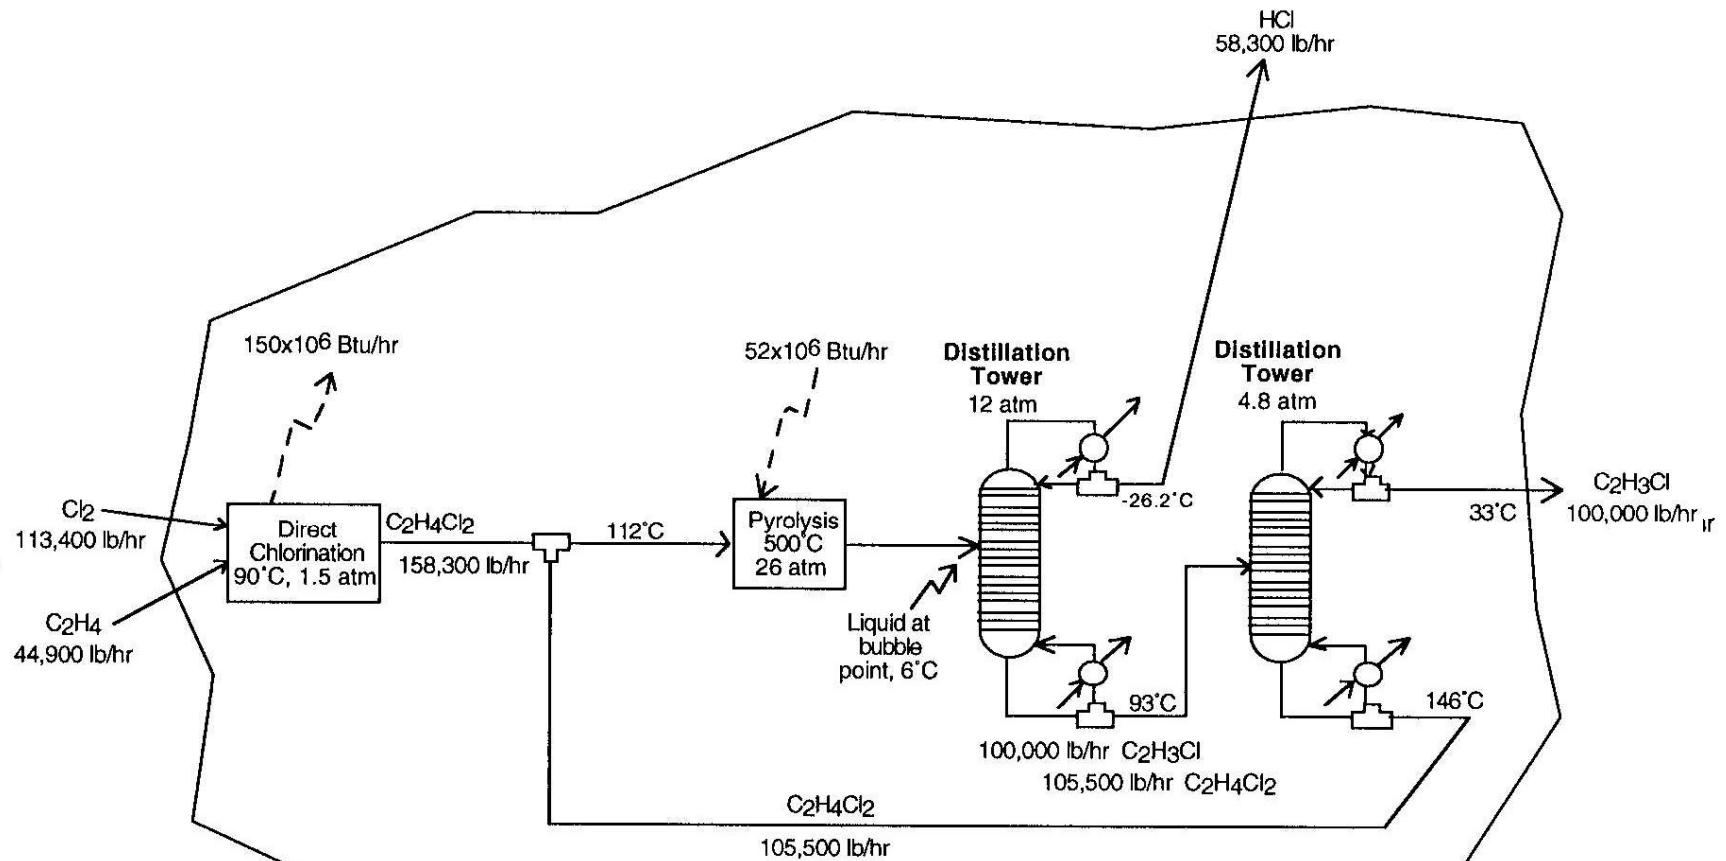 HCl
58,300 lb/hr
150x10⁶ Btu/hr
52x10⁶ Btu/hr
Distillation
Tower
12 atm
Distillation
Tower
4.8 atm
Cl₂
113,400 lb/hr
C₂H₄
44,900 lb/hr
Direct
Chlorination
90°C, 1.5 atm
C₂H₄Cl₂
158,300 lb/hr
112°C
Pyrolysis
500°C
26 atm
Liquid at
bubble
point, 6°C
-26.2°C
33°C
C₂H₃Cl
100,000 lb/hr
93°C
146°C
100,000 lb/hr C₂H₃Cl
105,500 lb/hr C₂H₄Cl₂
C₂H₄Cl₂
105,500 lb/hr